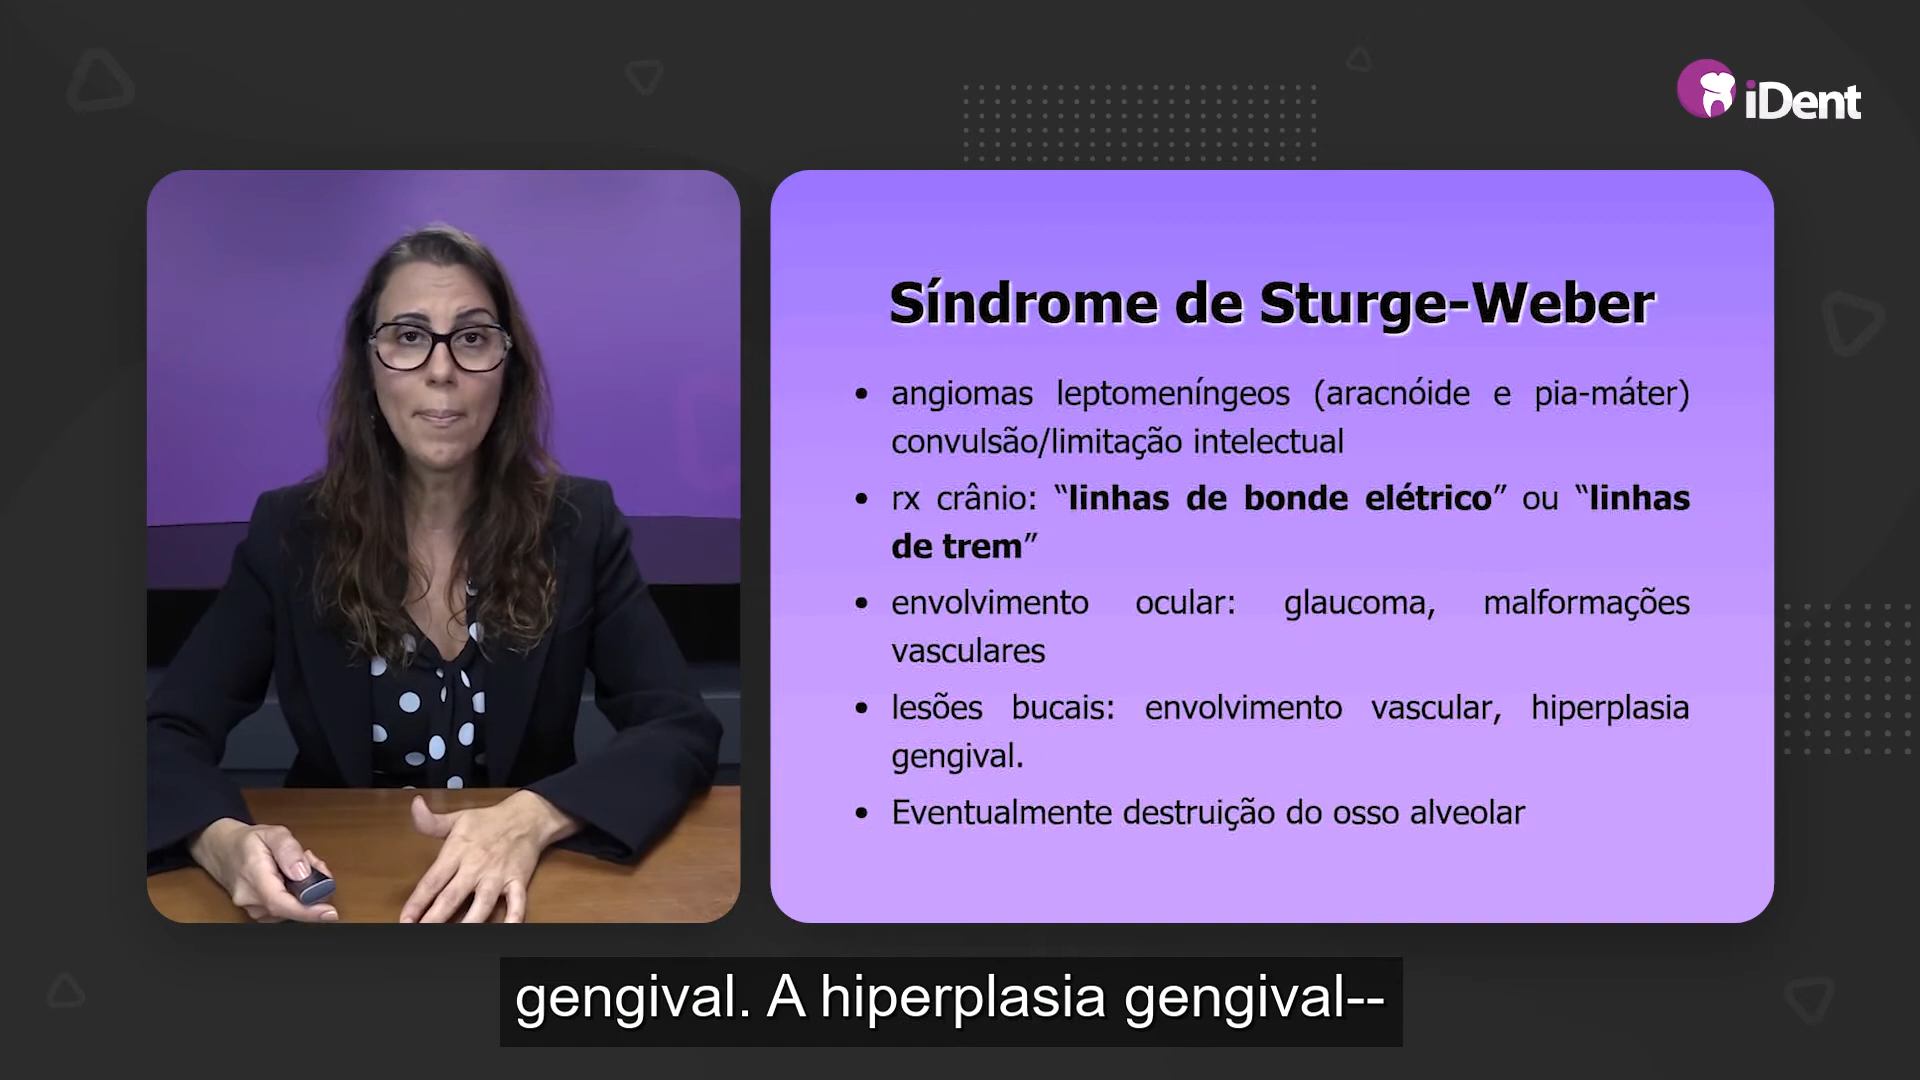 iDent
Síndrome de Sturge-Weber
• angiomas leptomeníngeos (aracnóide e pia-máter)
convulsão/limitação intelectual
• rx crânio: “linhas de bonde elétrico” ou “linhas
de trem”
• envolvimento ocular: glaucoma, malformações
vasculares
• lesões bucais: envolvimento vascular, hiperplasia
gengival.
• Eventualmente destruição do osso alveolar
gengival. A hiperplasia gengival--